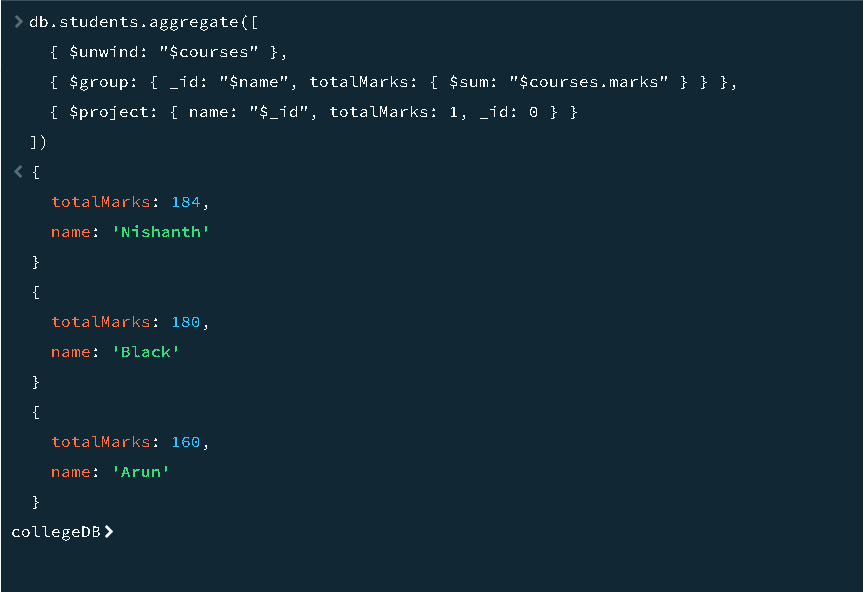 db.students.aggregate([
{ $unwind: "$courses" },
{ $group: { _id: "$name", totalMarks: { $sum: "$courses.marks" } } },
{ $project: { name: "$_id", totalMarks: 1, _id: 0 } }
])
{
totalMarks: 184,
name: 'Nishanth'
}
{
totalMarks: 180,
name: 'Black'
}
{
totalMarks: 160,
name: 'Arun'
}
collegeDB>